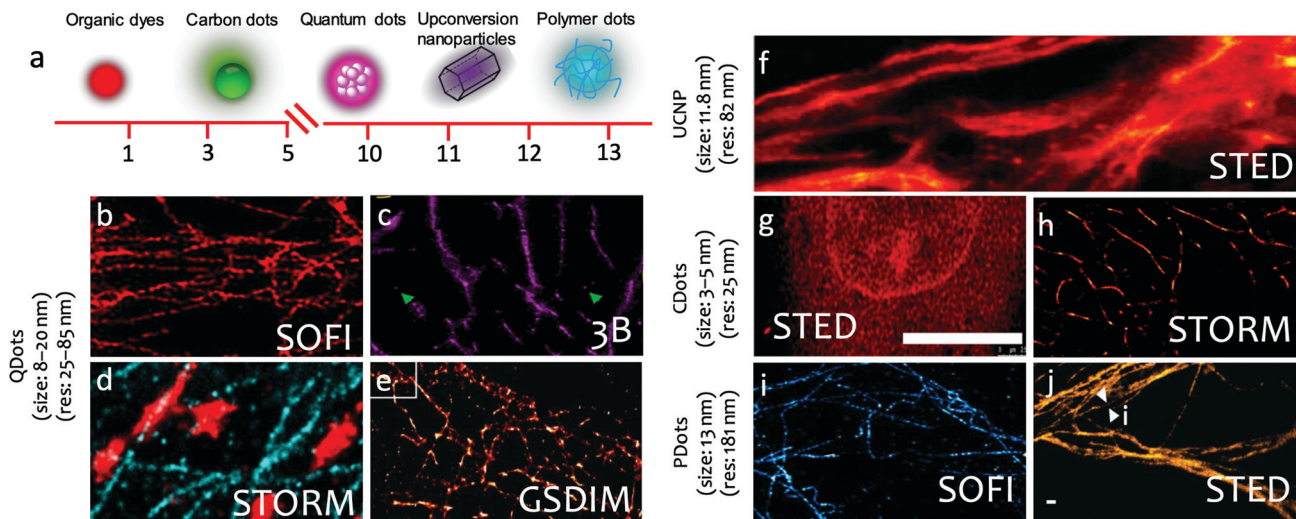 Organic dyes
Carbon dots
Quantum dots
Upconversion
nanoparticles
Polymer dots
a
1
3
5
10
11
12
13
QDots
(size: 8–20 nm)
(res: 25–85 nm)
b
SOFI
c
3B
d
STORM
e
GSDIM
UCNP
(size: 11.8 nm)
(res: 82 nm)
f
STED
CDots
(size: 3–5 nm)
(res: 25 nm)
g
STED
h
STORM
PDots
(size: 13 nm)
(res: 181 nm)
i
SOFI
j
i
STED